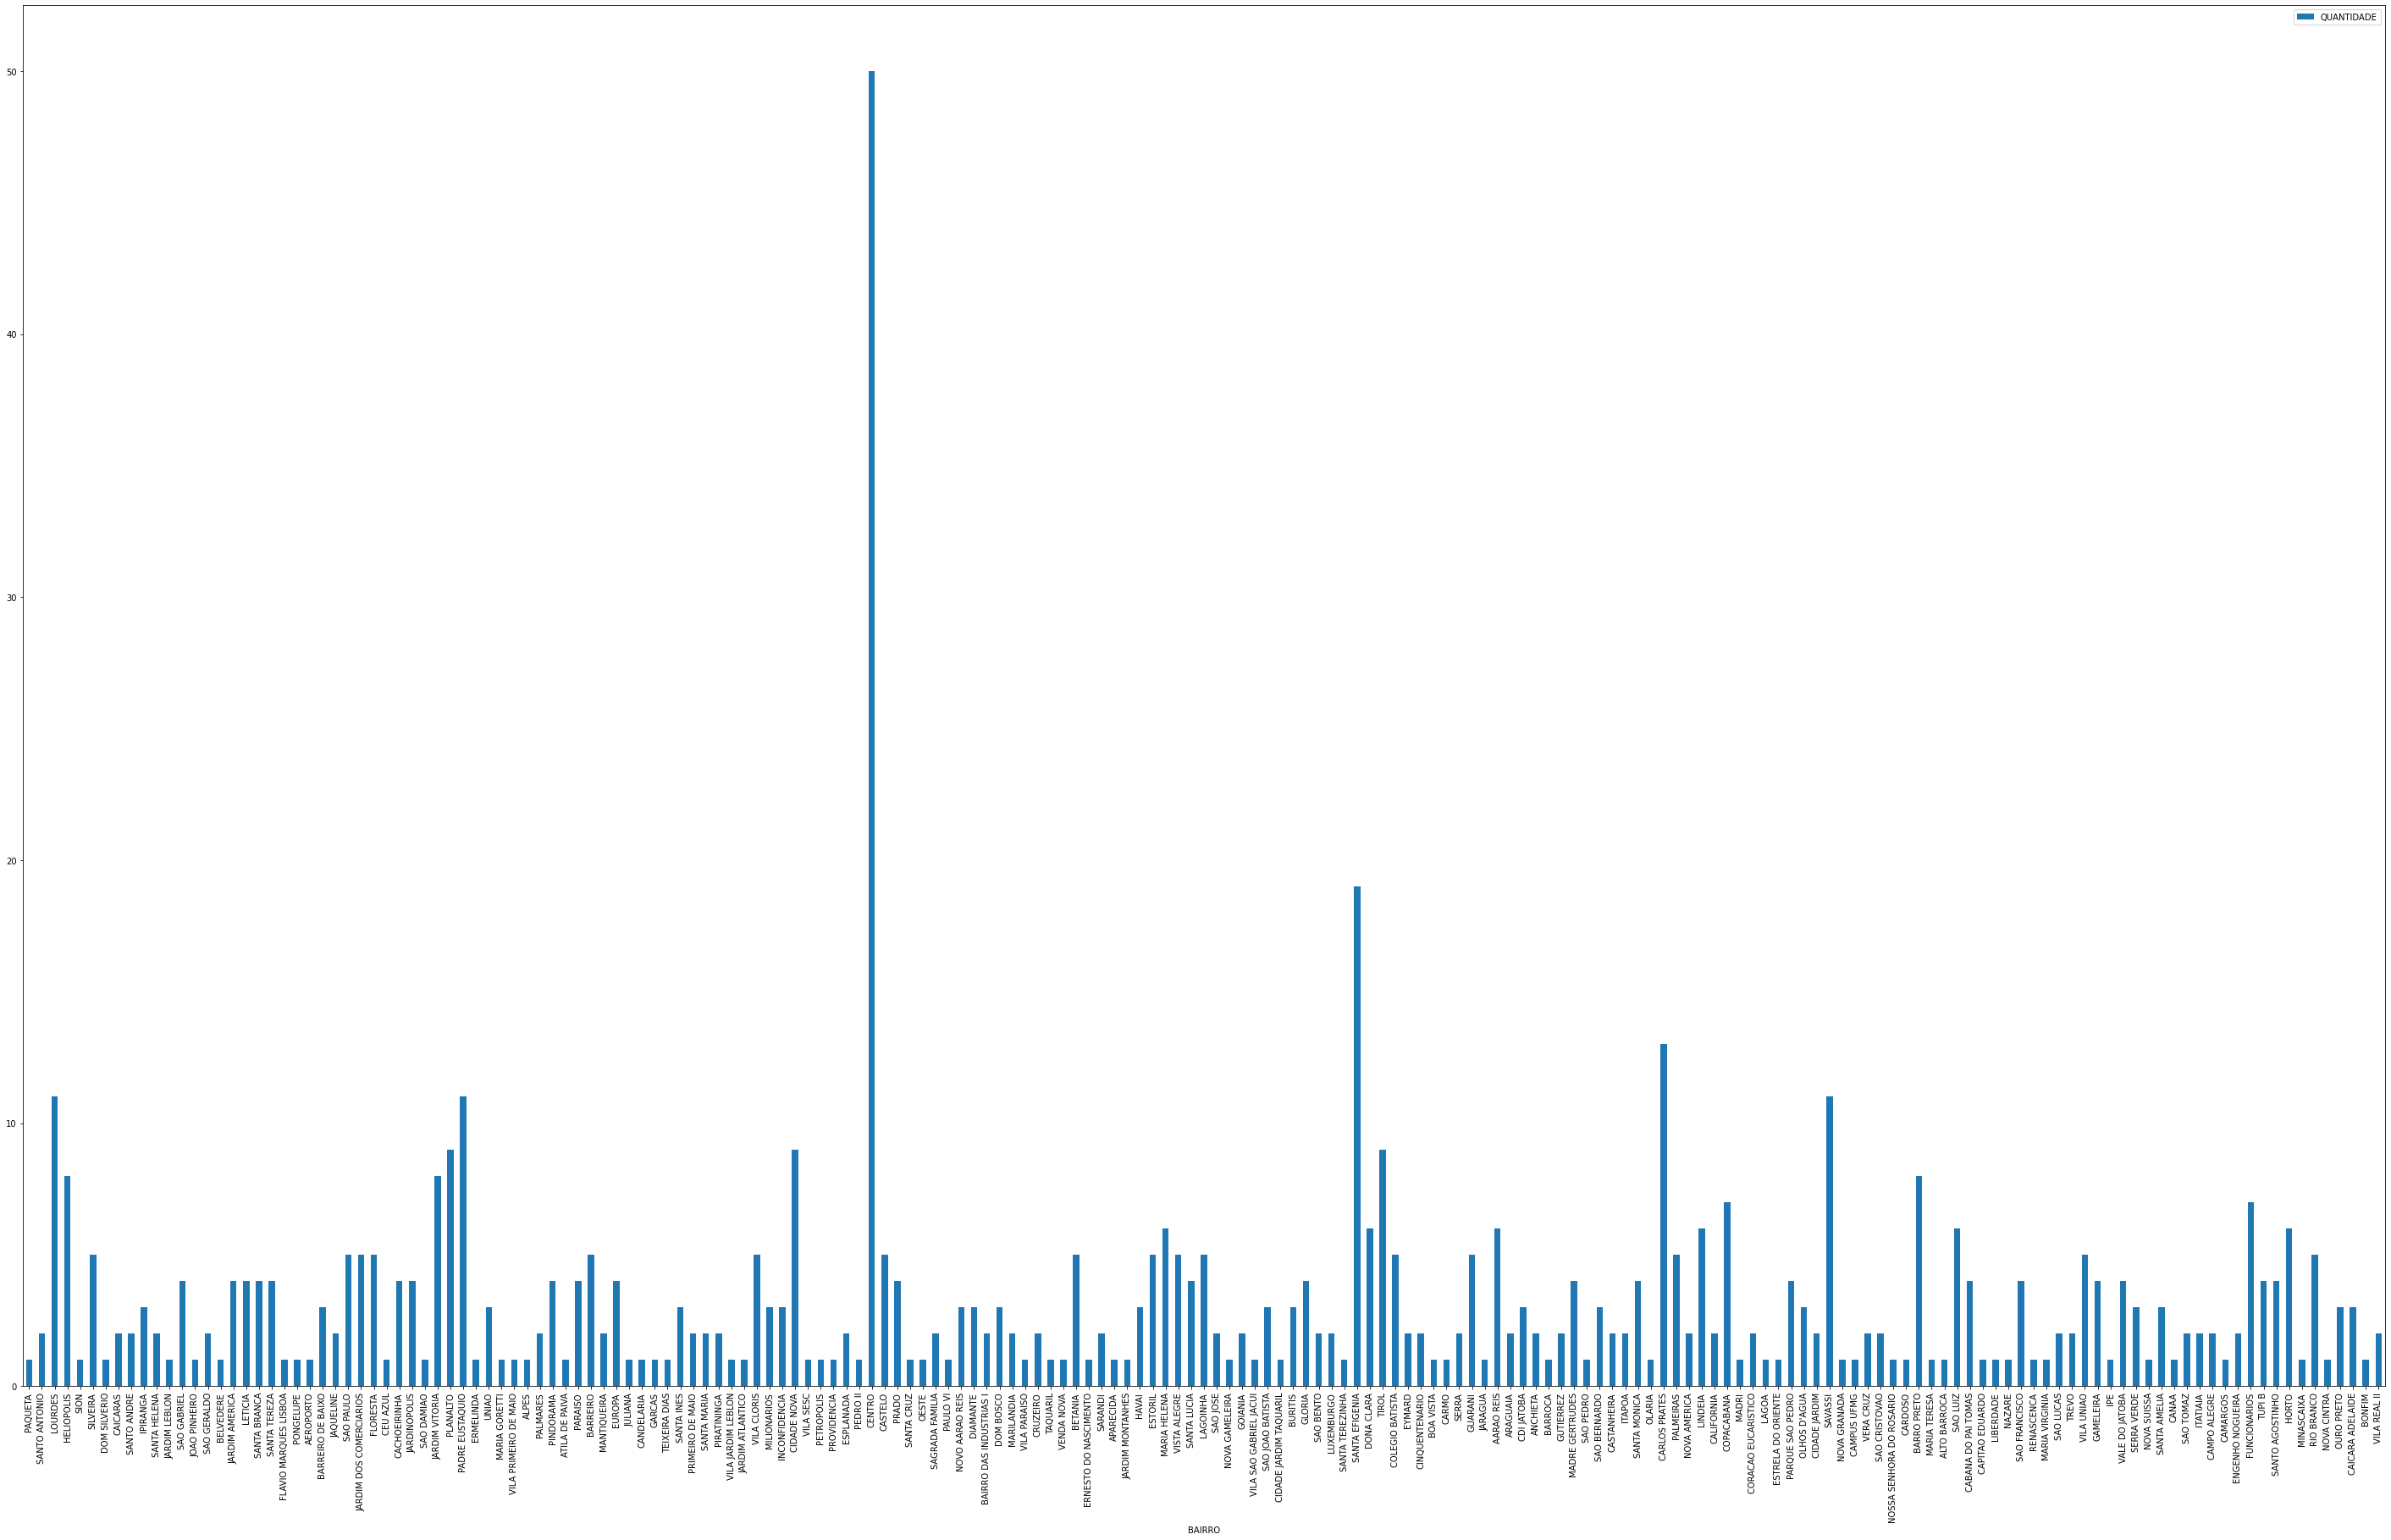 QUANTIDADE
50
40
30
20
10
0
PAQUETA
SANTO ANTONIO
LOURDES
HELIOPOLIS
SION
SILVEIRA
DOM SILVERIO
CAICARAS
SANTO ANDRE
IPIRANGA
SANTA HELENA
JARDIM LEBLON
SAO GABRIEL
JOAO PINHEIRO
SAO GERALDO
BELVEDERE
JARDIM AMERICA
LETICIA
SANTA BRANCA
SANTA TEREZA
FLAVIO MARQUES LISBOA
PONGELUPE
AEROPORTO
BARREIRO DE BAIXO
JAQUELINE
SAO PAULO
JARDIM DOS COMERCIARIOS
FLORESTA
CEU AZUL
CACHOEIRINHA
JARDINOPOLIS
SAO DAMIAO
JARDIM VITORIA
PLANALTO
PADRE EUSTAQUIO
ERMELINDA
UNIAO
MARIA GORETTI
VILA PRIMEIRO DE MAIO
ALPES
PALMARES
PINDORAMA
ATILA DE PAIVA
PARAISO
BARREIRO
MANTIQUEIRA
EUROPA
JULIANA
CANDELARIA
GARCAS
TEIXEIRA DIAS
SANTA INES
PRIMEIRO DE MAIO
SANTA MARIA
PIRATININGA
VILA JARDIM LEBLON
JARDIM ATLANTICO
VILA CLORIS
MILIONARIOS
INCONFIDENCIA
CIDADE NOVA
VILA SESC
PETROPOLIS
PROVIDENCIA
ESPLANADA
PEDRO II
CENTRO
CASTELO
PRADO
SANTA CRUZ
OESTE
SAGRADA FAMILIA
PAULO VI
NOVO AARAO REIS
DIAMANTE
BAIRRO DAS INDUSTRIAS I
DOM BOSCO
MARILANDIA
VILA PARAISO
CRUZEIRO
TAQUARIL
VENDA NOVA
BETANIA
ERNESTO DO NASCIMENTO
SARANDI
APARECIDA
JARDIM MONTANHES
HAVAI
ESTORIL
MARIA HELENA
VISTA ALEGRE
SANTA LUCIA
LAGOINHA
SAO JOSE
NOVA GAMELEIRA
GOIANIA
VILA SAO GABRIEL JACUI
SAO JOAO BATISTA
CIDADE JARDIM TAQUARIL
BURITIS
GLORIA
SAO BENTO
LUXEMBURGO
SANTA TEREZINHA
SANTA EFIGENIA
DONA CLARA
TIROL
COLEGIO BATISTA
EYMARD
CINQUENTENARIO
BOA VISTA
CARMO
SERRA
GUARANI
JARAGUA
AARAO REIS
ARAGUAIA
CDI JATOBA
ANCHIETA
BARROCA
GUTIERREZ
MADRE GERTRUDES
SAO PEDRO
SAO BERNARDO
CASTANHEIRA
LAGOA
SANTA MONICA
OLARIA
CARLOS PRATES
PALMEIRAS
NOVA AMERICA
LINDEIA
CALIFORNIA
COPACABANA
MADRI
CORACAO EUCARISTICO
JATOBA
ESTRELA DO ORIENTE
PARQUE SAO PEDRO
OLHOS D'AGUA
CIDADE JARDIM
SAVASSI
NOVA GRANADA
CAMPUS UFMG
VERA CRUZ
SAO CRISTOVAO
NOSSA SENHORA DO ROSARIO
CARDOSO
BARRO PRETO
MARIA TERESA
ALTO BARROCA
SAO LUIZ
CABANA DO PAI TOMAS
CAPITAO EDUARDO
LIBERDADE
NAZARE
SAO FRANCISCO
RENASCENCA
MARIA VIRGINIA
SAO LUCAS
TREVO
VILA UNIAO
GAMELEIRA
IPE
VALE DO JATOBA
SERRA VERDE
NOVA SUISSA
SANTA AMELIA
CANAA
SAO TOMAZ
ITATIAIA
CAMPO ALEGRE
CAMARGOS
ENGENHO NOGUEIRA
FUNCIONARIOS
TUPI B
SANTO AGOSTINHO
HORTO
MINASCAIXA
RIO BRANCO
NOVA CINTRA
OURO PRETO
CAICARA ADELAIDE
BONFIM
VILA REAL II
BAIRRO